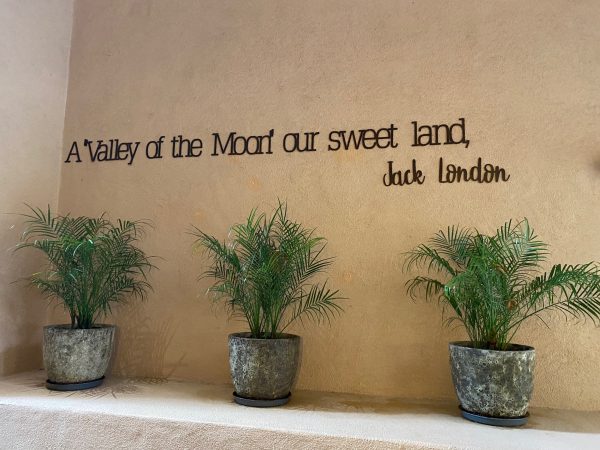 A "Valley of the Moon" our sweet land,
Jack London